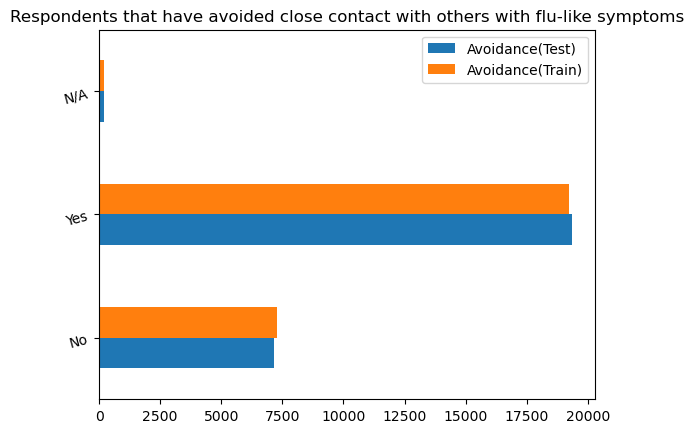 Respondents that have avoided close contact with others with flu-like symptoms
Avoidance(Test)
Avoidance(Train)
N/A
Yes
No
0 2500 5000 7500 10000 12500 15000 17500 20000